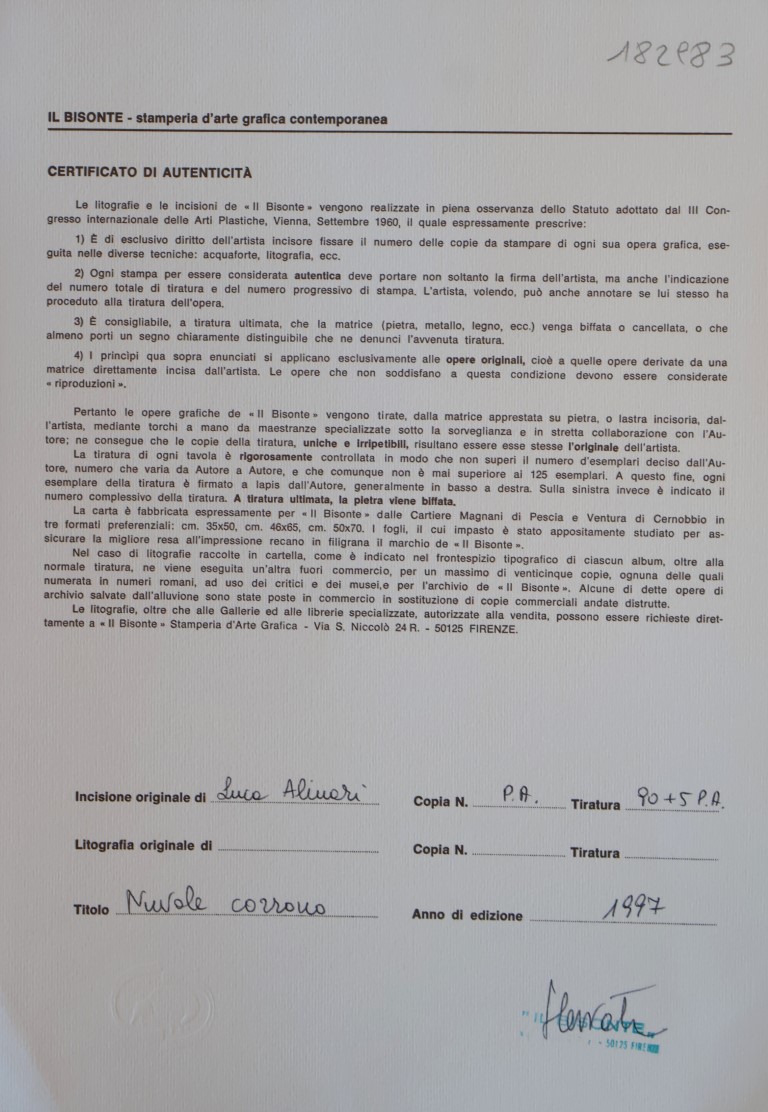 182983
IL BISONTE - stamperia d'arte grafica contemporanea
CERTIFICATO DI AUTENTICITÀ
Le litografie e le incisioni de « Il Bisonte » vengono realizzate in piena osservanza dello Statuto adottato dal III Con-
gresso internazionale delle Arti Plastiche, Vienna, Settembre 1960, il quale espressamente prescrive:
1) È di esclusivo diritto dell'artista incisore fissare il numero delle copie da stampare di ogni sua opera grafica, ese-
guita nelle diverse tecniche: acquaforte, litografia, ecc.
2) Ogni stampa per essere considerata autentica deve portare non soltanto la firma dell'artista, ma anche l'indicazione
del numero totale di tiratura e del numero progressivo di stampa. L'artista, volendo, può anche annotare se lui stesso ha
proceduto alla tiratura dell'opera.
3) È consigliabile, a tiratura ultimata, che la matrice (pietra, metallo, legno, ecc.) venga biffata o cancellata, o che
almeno porti un segno chiaramente distinguibile che ne denunci l'avvenuta tiratura.
4) I princìpi qua sopra enunciati si applicano esclusivamente alle opere originali, cioè a quelle opere derivate da una
matrice direttamente incisa dall'artista. Le opere che non soddisfano a questa condizione devono essere considerate
« riproduzioni ».
Pertanto le opere grafiche de « Il Bisonte » vengono tirate, dalla matrice apprestata su pietra, o lastra incisoria, dal-
l'artista, mediante torchi a mano da maestranze specializzate sotto la sorveglianza e in stretta collaborazione con l'Au-
tore; ne consegue che le copie della tiratura, uniche e irripetibili, risultano essere esse stesse l'originale dell'artista.
La tiratura di ogni tavola è rigorosamente controllata in modo che non superi il numero d'esemplari deciso dall'Au-
tore, numero che varia da Autore a Autore, e che comunque non è mai superiore ai 125 esemplari. A questo fine, ogni
esemplare della tiratura è firmato a lapis dall'Autore, generalmente in basso a destra. Sulla sinistra invece è indicato il
numero complessivo della tiratura. A tiratura ultimata, la pietra viene biffata.
La carta è fabbricata espressamente per « Il Bisonte » dalle Cartiere Magnani di Pescia e Ventura di Cernobbio in
tre formati preferenziali: cm. 35x50, cm. 46x65, cm. 50x70. I fogli, il cui impasto è stato appositamente studiato per as-
sicurare la migliore resa all'impressione recano in filigrana il marchio de « Il Bisonte ».
Nel caso di litografie raccolte in cartella, come è indicato nel frontespizio tipografico di ciascun album, oltre alla
normale tiratura, ne viene eseguita un'altra fuori commercio, per un massimo di venticinque copie, ognuna delle quali
numerata in numeri romani, ad uso dei critici e dei musei,e per l'archivio de « Il Bisonte». Alcune di dette opere di
archivio salvate dall'alluvione sono state poste in commercio in sostituzione di copie commerciali andate distrutte.
Le litografie, oltre che alle Gallerie ed alle librerie specializzate, autorizzate alla vendita, possono essere richieste diret-
tamente a « Il Bisonte » Stamperia d'Arte Grafica - Via S. Niccolò 24 R. - 50125 FIRENZE.
Incisione originale di Luca Alinari Copia N. P.A. Tiratura 90 + 5 P.A.
Litografia originale di Copia N. Tiratura
Titolo Nuvole corrono Anno di edizione 1997
" IL BISONTE "
- 50125 FIRENZE